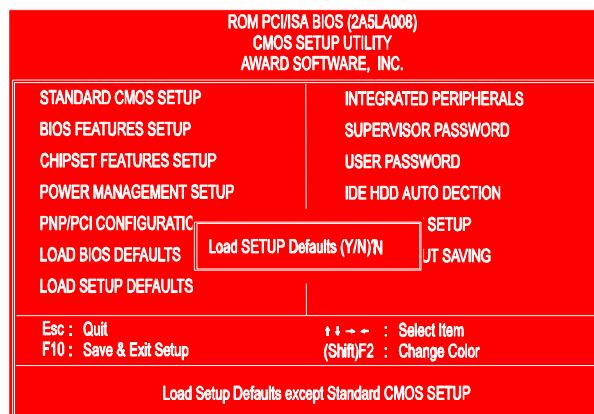 ROM PCI/ISA BIOS (2A5LA008)
CMOS SETUP UTILITY
AWARD SOFTWARE, INC.
STANDARD CMOS SETUP
BIOS FEATURES SETUP
CHIPSET FEATURES SETUP
POWER MANAGEMENT SETUP
PNP/PCI CONFIGURATIC
LOAD BIOS DEFAULTS
LOAD SETUP DEFAULTS
INTEGRATED PERIPHERALS
SUPERVISOR PASSWORD
USER PASSWORD
IDE HDD AUTO DECTION
SETUP
UT SAVING
Load SETUP Defaults (Y/N)?N
Esc : Quit
F10 : Save & Exit Setup
↑ ↓ → ← : Select Item
(Shift)F2 : Change Color
Load Setup Defaults except Standard CMOS SETUP